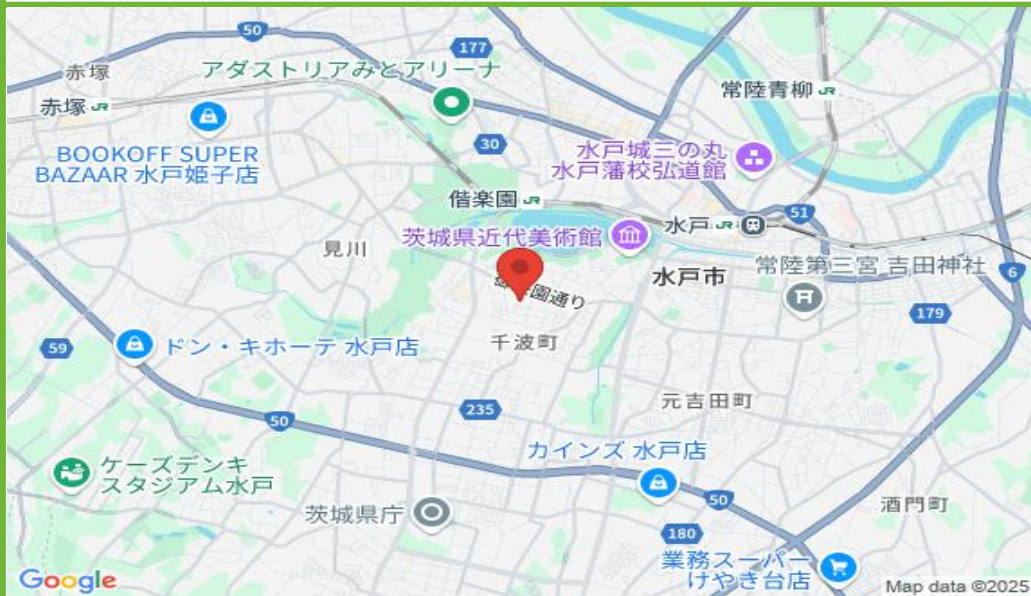 50
177
赤塚
アダストリアみとアリーナ
赤塚 JR
常陸青柳 JR
BOOKOFF SUPER
BAZAAR 水戸姫子店
30
水戸城三の丸
水戸藩校弘道館
偕楽園 JR
51
水戸 JR
見川
茨城県近代美術館
水戸市
常陸第三宮 吉田神社
6
園通り
179
59
ドン・キホーテ 水戸店
千波町
235
元吉田町
50
カインズ 水戸店
ケーズデンキ
スタジアム水戸
50
酒門町
茨城県庁
180
業務スーパー
けやき台店
Google
Map data ©2025